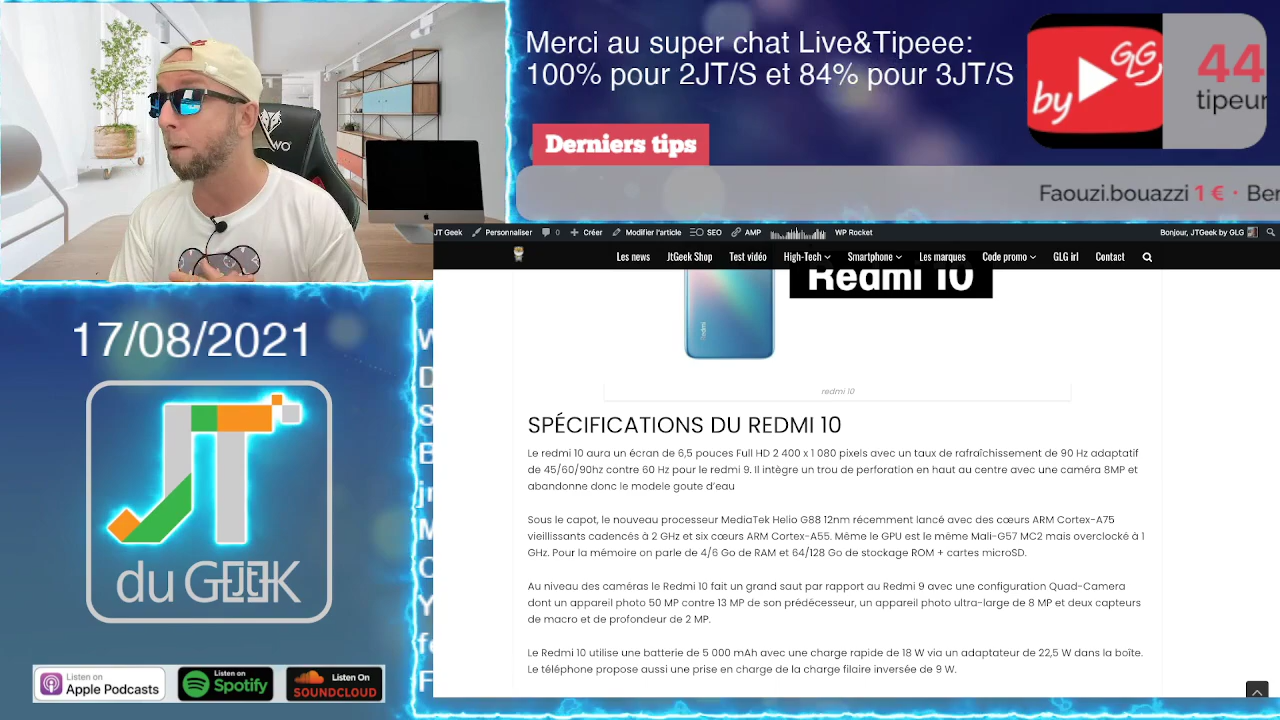 Merci au super chat Live&Tipeee:
100% pour 2JT/S et 84% pour 3JT/S
by GLG
44
tipeur
Derniers tips
Faouzi.bouazzi 1 € · Ber
JT Geek Personnaliser 0 Créer Modifier l'article SEO AMP WP Rocket Bonjour, JTGeek by GLG
Les news JtGeek Shop Test vidéo High-Tech Smartphone Les marques Code promo GLG irl Contact
Redmi 10
redmi
redmi 10
SPÉCIFICATIONS DU REDMI 10
Le redmi 10 aura un écran de 6,5 pouces Full HD 2 400 x 1 080 pixels avec un taux de rafraîchissement de 90 Hz adaptatif
de 45/60/90hz contre 60 Hz pour le redmi 9. Il intègre un trou de perforation en haut au centre avec une caméra 8MP et
abandonne donc le modele goute d'eau
Sous le capot, le nouveau processeur MediaTek Helio G88 12nm récemment lancé avec des cœurs ARM Cortex-A75
vieillissants cadencés à 2 GHz et six cœurs ARM Cortex-A55. Même le GPU est le même Mali-G57 MC2 mais overclocké à 1
GHz. Pour la mémoire on parle de 4/6 Go de RAM et 64/128 Go de stockage ROM + cartes microSD.
Au niveau des caméras le Redmi 10 fait un grand saut par rapport au Redmi 9 avec une configuration Quad-Camera
dont un appareil photo 50 MP contre 13 MP de son prédécesseur, un appareil photo ultra-large de 8 MP et deux capteurs
de macro et de profondeur de 2 MP.
Le Redmi 10 utilise une batterie de 5 000 mAh avec une charge rapide de 18 W via un adaptateur de 22,5 W dans la boîte.
Le téléphone propose aussi une prise en charge de la charge filaire inversée de 9 W.
17/08/2021
JT
du GEEK
Listen on
Apple Podcasts
Listen on
Spotify
Listen On
SOUNDCLOUD